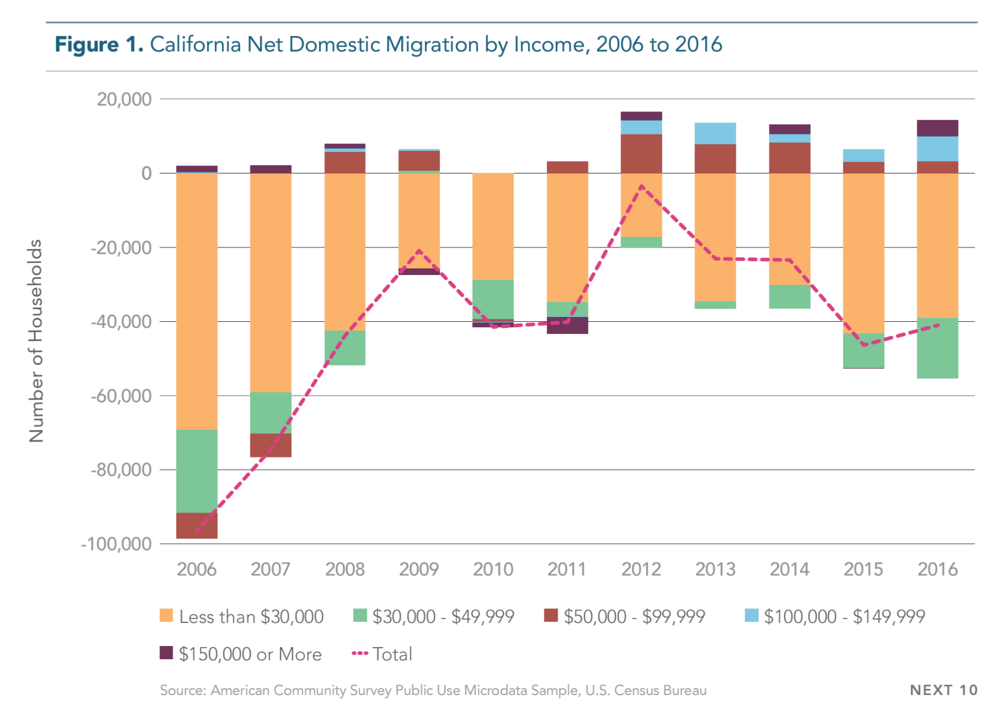 Figure 1. California Net Domestic Migration by Income, 2006 to 2016
20,000
0
-20,000
-40,000
-60,000
-80,000
-100,000
Number of Households
2006 2007 2008 2009 2010 2011 2012 2013 2014 2015 2016
Less than $30,000 $30,000 - $49,999 $50,000 - $99,999 $100,000 - $149,999
$150,000 or More Total
Source: American Community Survey Public Use Microdata Sample, U.S. Census Bureau NEXT 10